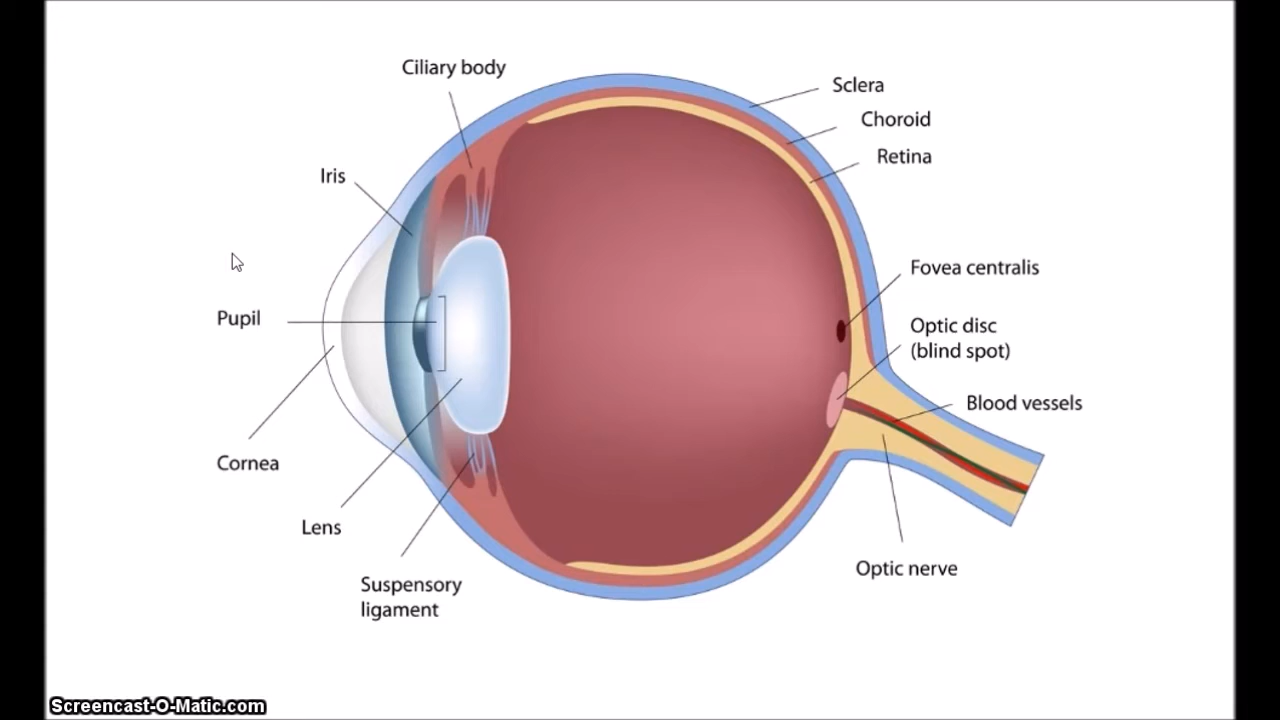 Ciliary body
Sclera
Choroid
Retina
Iris
Fovea centralis
Pupil
Optic disc
(blind spot)
Blood vessels
Cornea
Lens
Optic nerve
Suspensory
ligament
Screencast-O-Matic.com